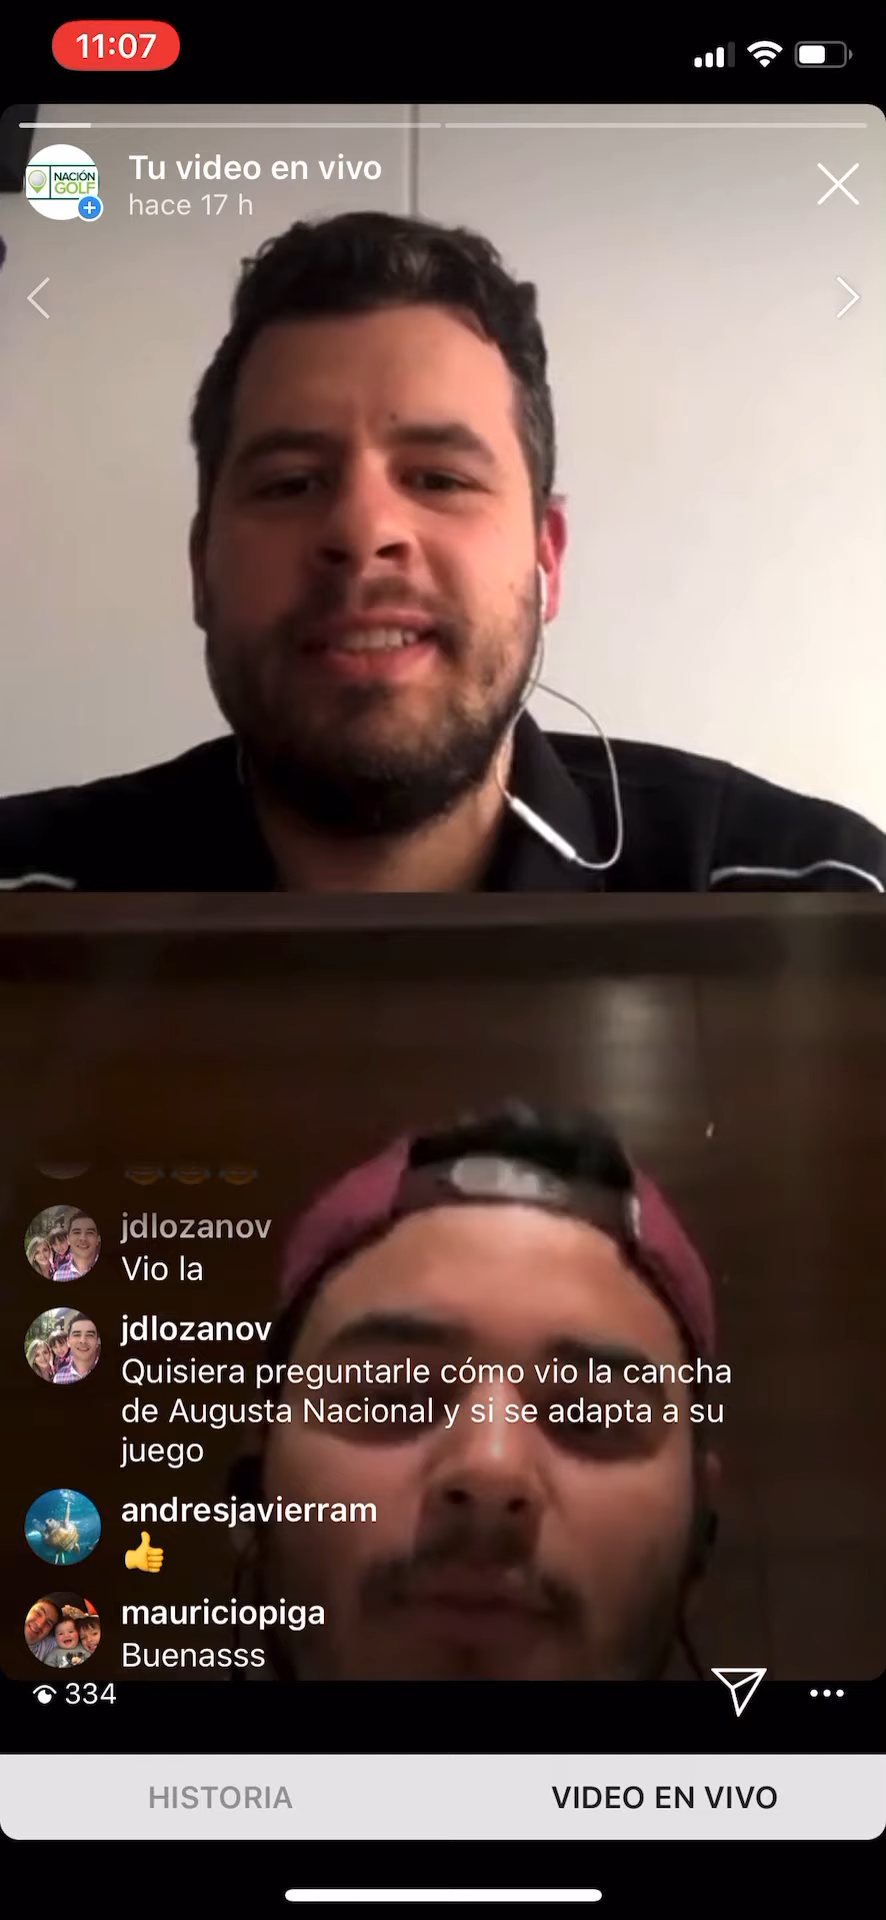 11:07
NACIÓN
GOLF
Tu video en vivo
hace 17 h
jdlozanov
Vio la
jdlozanov
Quisiera preguntarle cómo vio la cancha
de Augusta Nacional y si se adapta a su
juego
andresjavierram
mauriciopiga
Buenasss
334
HISTORIA
VIDEO EN VIVO